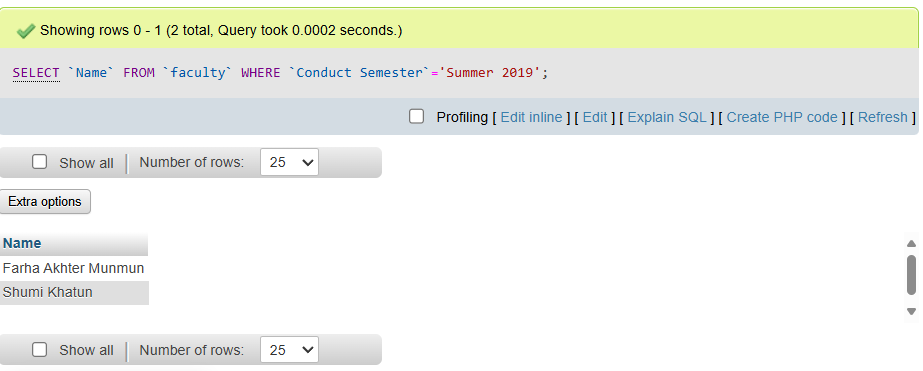 Showing rows 0 - 1 (2 total, Query took 0.0002 seconds.)
SELECT `Name` FROM `faculty` WHERE `Conduct Semester`='Summer 2019';
Profiling [ Edit inline ] [ Edit ] [ Explain SQL ] [ Create PHP code ] [ Refresh ]
Show all | Number of rows: 25
Extra options
Name
Farha Akhter Munmun
Shumi Khatun
Show all | Number of rows: 25